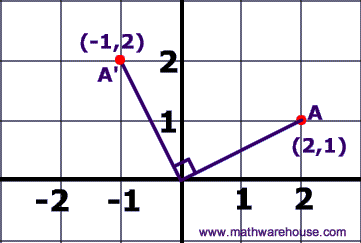 (-1,2)
A'
2
A
1
(2,1)
-2 -1 1 2
www.mathwarehouse.com